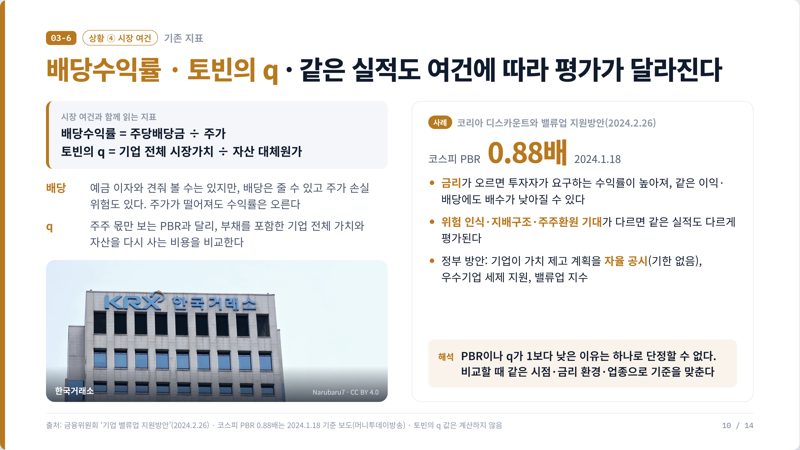 03-6 상황 ④ 시장 여건 기존 지표
배당수익률 · 토빈의 q · 같은 실적도 여건에 따라 평가가 달라진다
시장 여건과 함께 읽는 지표
배당수익률 = 주당배당금 ÷ 주가
토빈의 q = 기업 전체 시장가치 ÷ 자산 대체원가
배당 예금 이자와 견줘 볼 수는 있지만, 배당은 줄 수 있고 주가 손실
위험도 있다. 주가가 떨어져도 수익률은 오른다
q 주주 몫만 보는 PBR과 달리, 부채를 포함한 기업 전체 가치와
자산을 다시 사는 비용을 비교한다
KRX 한국거래소
한국거래소 Narubaru7 · CC BY 4.0
사례 코리아 디스카운트와 밸류업 지원방안(2024.2.26)
코스피 PBR 0.88배 2024.1.18
• 금리가 오르면 투자자가 요구하는 수익률이 높아져, 같은 이익·
배당에도 배수가 낮아질 수 있다
• 위험 인식·지배구조·주주환원 기대가 다르면 같은 실적도 다르게
평가된다
• 정부 방안: 기업이 가치 제고 계획을 자율 공시(기한 없음),
우수기업 세제 지원, 밸류업 지수
해석 PBR이나 q가 1보다 낮은 이유는 하나로 단정할 수 없다.
비교할 때 같은 시점·금리 환경·업종으로 기준을 맞춘다
출처: 금융위원회 '기업 밸류업 지원방안'(2024.2.26) · 코스피 PBR 0.88배는 2024.1.18 기준 보도(머니투데이방송) · 토빈의 q 값은 계산하지 않음
10 / 14